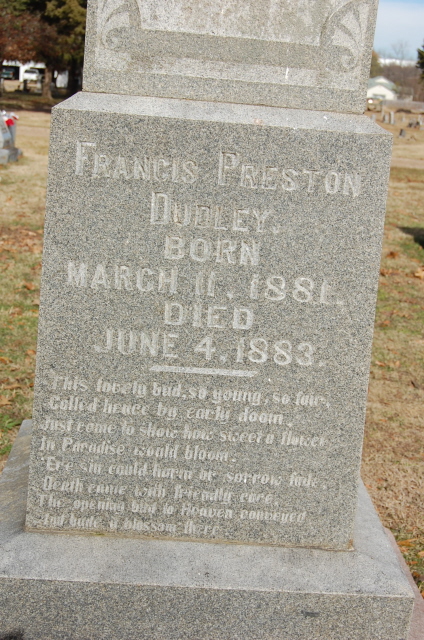 FRANCIS PRESTON
DUDLEY.
BORN
MARCH 11. 1881.
DIED
JUNE 4. 1883.
This lovely bud, so young, so fair,
Called hence by early doom,
Just come to show how sweet a flower
In Paradise would bloom.
'Ere sin could harm or sorrow fade,
Death came with friendly care,
The opening bud to Heaven conveyed
And bade it blossom there.